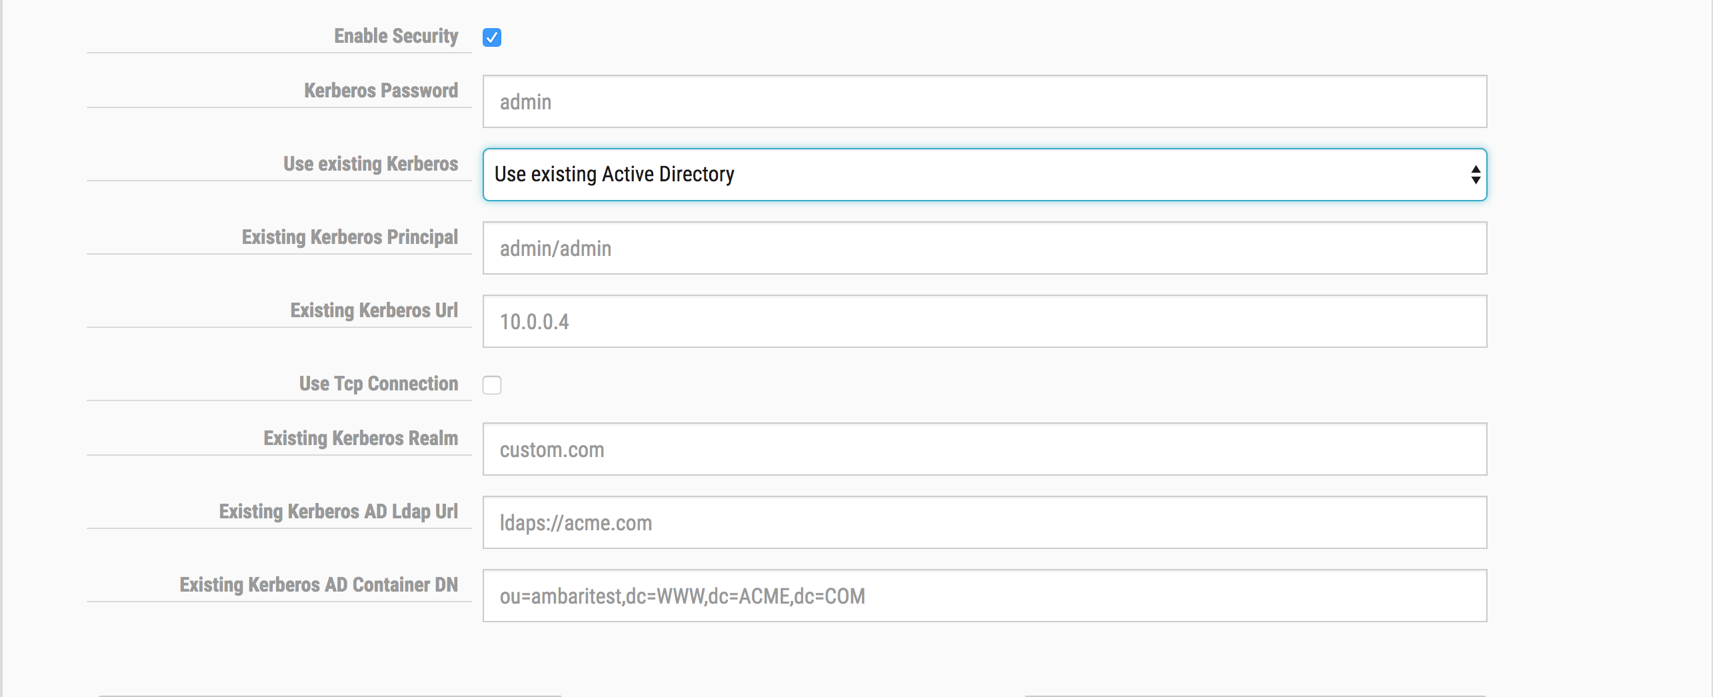 Enable Security
Kerberos Password
admin
Use existing Kerberos
Use existing Active Directory
Existing Kerberos Principal
admin/admin
Existing Kerberos Url
10.0.0.4
Use Tcp Connection
Existing Kerberos Realm
custom.com
Existing Kerberos AD Ldap Url
ldaps://acme.com
Existing Kerberos AD Container DN
ou=ambaritest,dc=WWW,dc=ACME,dc=COM